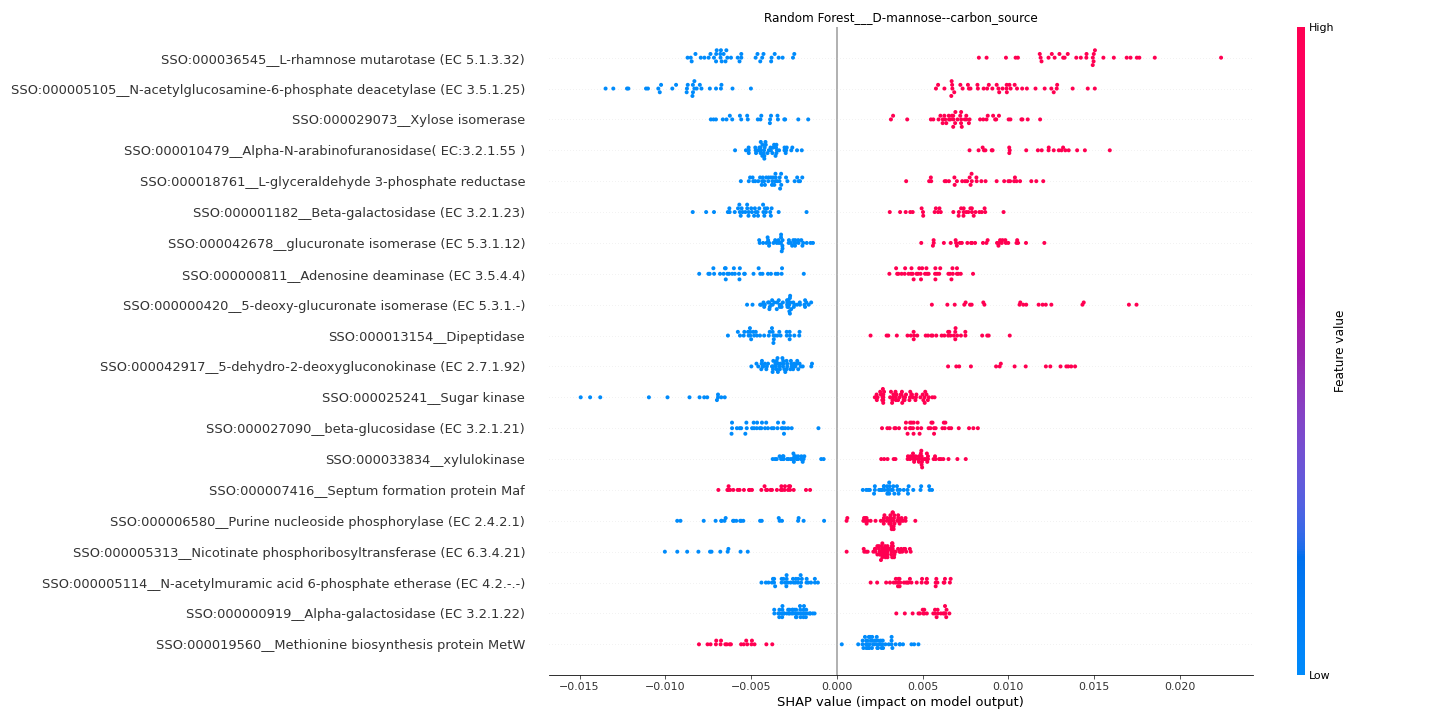 Random Forest___D-mannose--carbon_source
High
SSO:000036545__L-rhamnose mutarotase (EC 5.1.3.32)
SSO:000005105__N-acetylglucosamine-6-phosphate deacetylase (EC 3.5.1.25)
SSO:000029073__Xylose isomerase
SSO:000010479__Alpha-N-arabinofuranosidase( EC:3.2.1.55 )
SSO:000018761__L-glyceraldehyde 3-phosphate reductase
SSO:000001182__Beta-galactosidase (EC 3.2.1.23)
SSO:000042678__glucuronate isomerase (EC 5.3.1.12)
SSO:000000811__Adenosine deaminase (EC 3.5.4.4)
SSO:000000420__5-deoxy-glucuronate isomerase (EC 5.3.1.-)
SSO:000013154__Dipeptidase
SSO:000042917__5-dehydro-2-deoxygluconokinase (EC 2.7.1.92)
SSO:000025241__Sugar kinase
SSO:000027090__beta-glucosidase (EC 3.2.1.21)
SSO:000033834__xylulokinase
SSO:000007416__Septum formation protein Maf
SSO:000006580__Purine nucleoside phosphorylase (EC 2.4.2.1)
SSO:000005313__Nicotinate phosphoribosyltransferase (EC 6.3.4.21)
SSO:000005114__N-acetylmuramic acid 6-phosphate etherase (EC 4.2.-.-)
SSO:000000919__Alpha-galactosidase (EC 3.2.1.22)
SSO:000019560__Methionine biosynthesis protein MetW
Feature value
Low
−0.015 −0.010 −0.005 0.000 0.005 0.010 0.015 0.020
SHAP value (impact on model output)